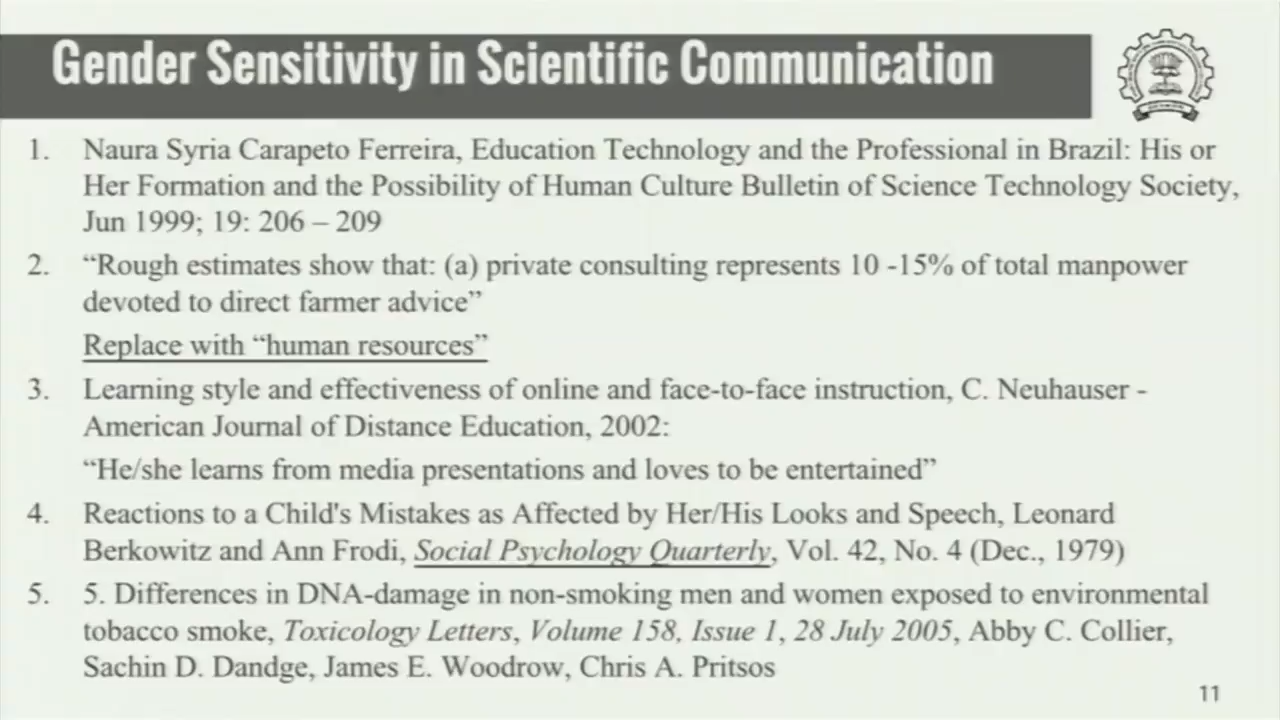 Gender Sensitivity in Scientific Communication
1. Naura Syria Carapeto Ferreira, Education Technology and the Professional in Brazil: His or
Her Formation and the Possibility of Human Culture Bulletin of Science Technology Society,
Jun 1999; 19: 206 – 209
2. “Rough estimates show that: (a) private consulting represents 10 -15% of total manpower
devoted to direct farmer advice”
Replace with “human resources”
3. Learning style and effectiveness of online and face-to-face instruction, C. Neuhauser -
American Journal of Distance Education, 2002:
“He/she learns from media presentations and loves to be entertained”
4. Reactions to a Child's Mistakes as Affected by Her/His Looks and Speech, Leonard
Berkowitz and Ann Frodi, Social Psychology Quarterly, Vol. 42, No. 4 (Dec., 1979)
5. 5. Differences in DNA-damage in non-smoking men and women exposed to environmental
tobacco smoke, Toxicology Letters, Volume 158, Issue 1, 28 July 2005, Abby C. Collier,
Sachin D. Dandge, James E. Woodrow, Chris A. Pritsos
11